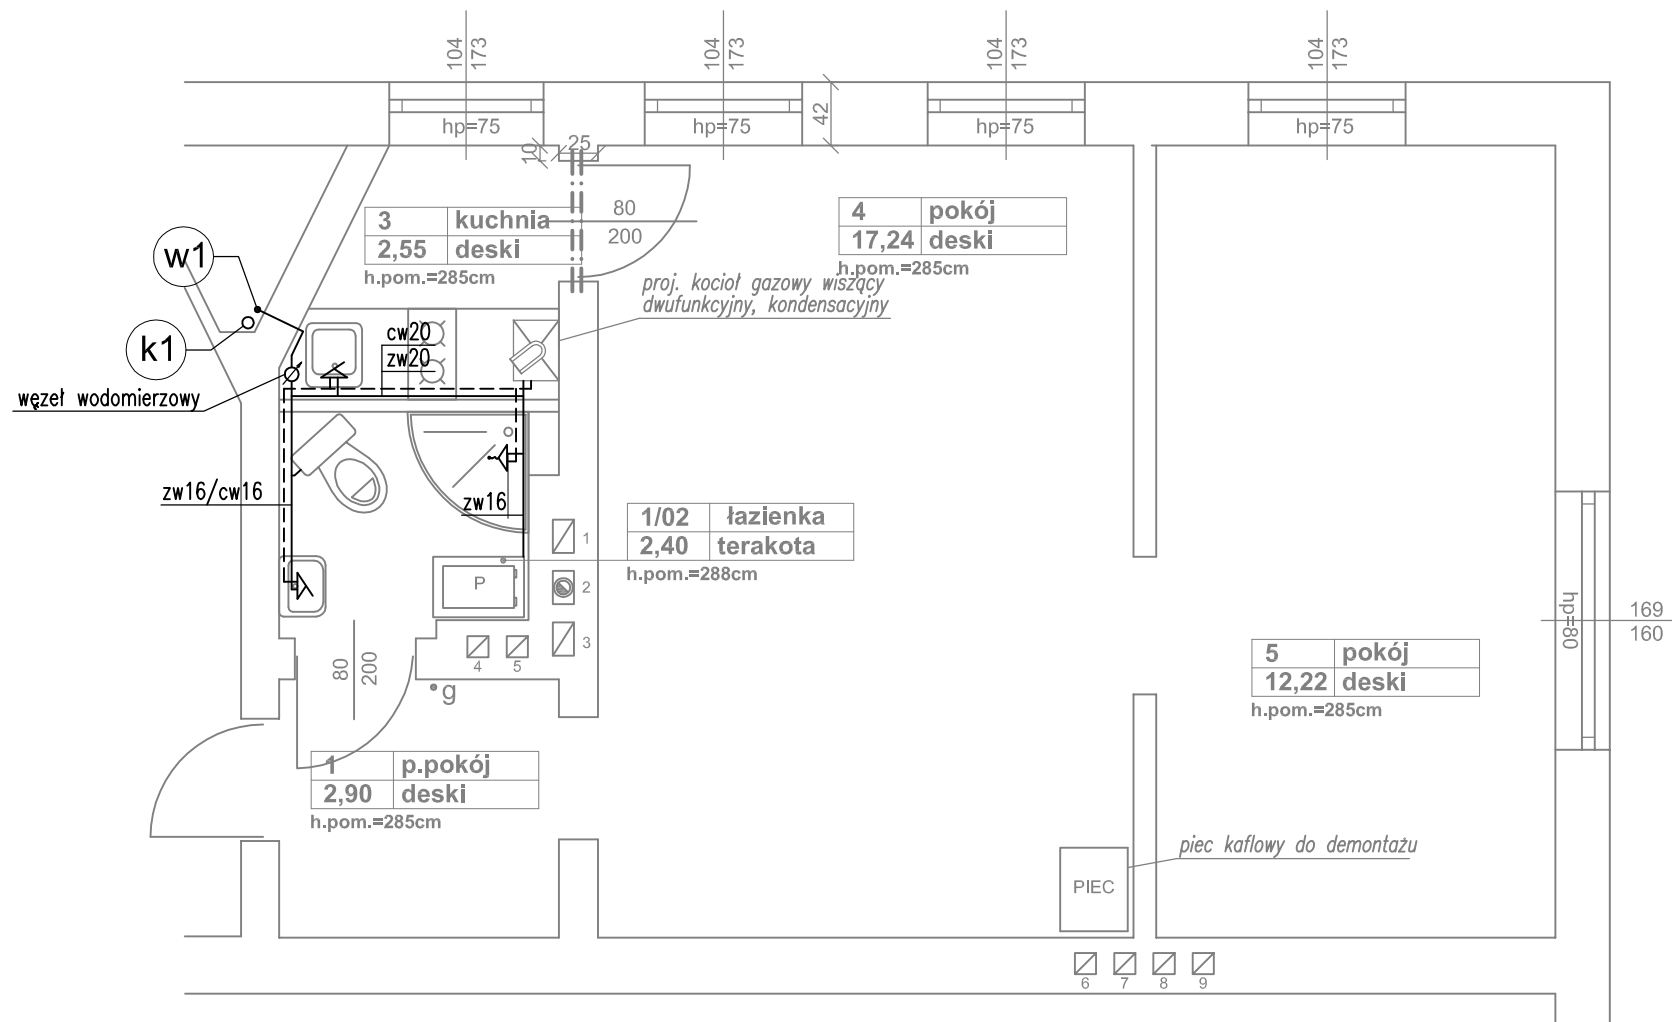 104 173
104 173
104 173
104 173
hp=75
hp=75
hp=75
hp=75
42
25
10
80
200
3 kuchnia
2,55 deski
h.pom.=285cm
4 pokój
17,24 deski
h.pom.=285cm
proj. kocioł gazowy wiszący
dwufunkcyjny, kondensacyjny
w1
k1
węzeł wodomierzowy
cw20
zw20
zw16/cw16
zw16
1/02 łazienka
2,40 terakota
h.pom.=288cm
1
2
3
4
5
P
80
200
g
hp=80
169
160
5 pokój
12,22 deski
h.pom.=285cm
1 p.pokój
2,90 deski
h.pom.=285cm
piec kaflowy do demontażu
PIEC
6 7 8 9